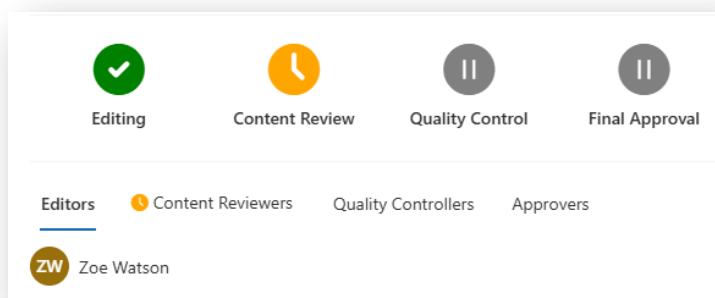 Editing Content Review Quality Control Final Approval
Editors Content Reviewers Quality Controllers Approvers
ZW Zoe Watson